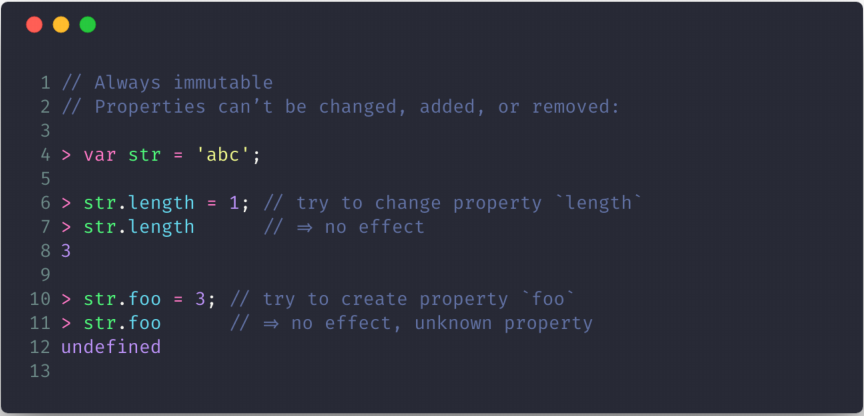 1 // Always immutable
2 // Properties can’t be changed, added, or removed:
3
4 > var str = 'abc';
5
6 > str.length = 1; // try to change property `length`
7 > str.length      // ⇒ no effect
8 3
9
10 > str.foo = 3; // try to create property `foo`
11 > str.foo      // ⇒ no effect, unknown property
12 undefined
13